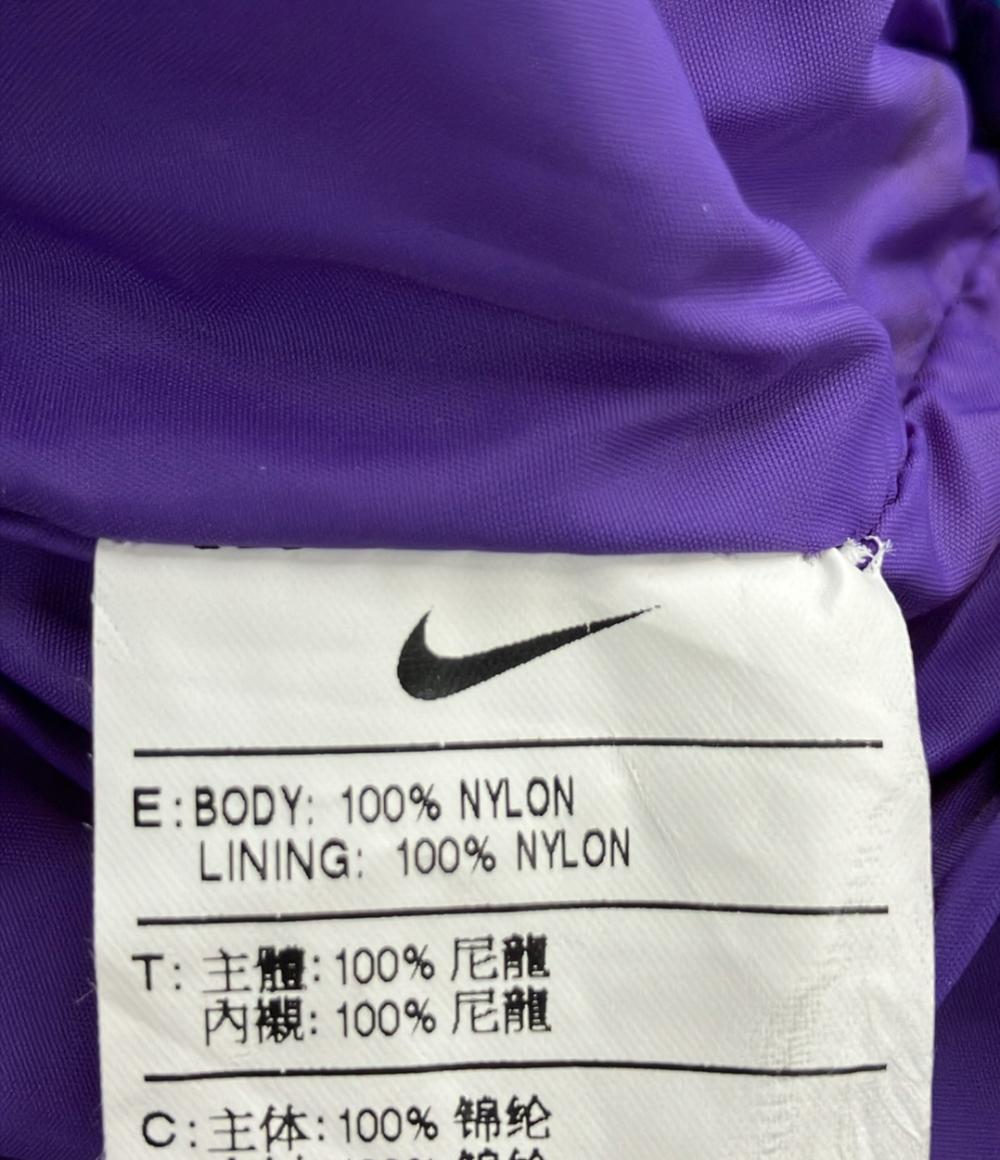 E: BODY: 100% NYLON
LINING: 100% NYLON
T: 主體: 100% 尼龍
內襯: 100% 尼龍
C: 主体: 100% 锦纶